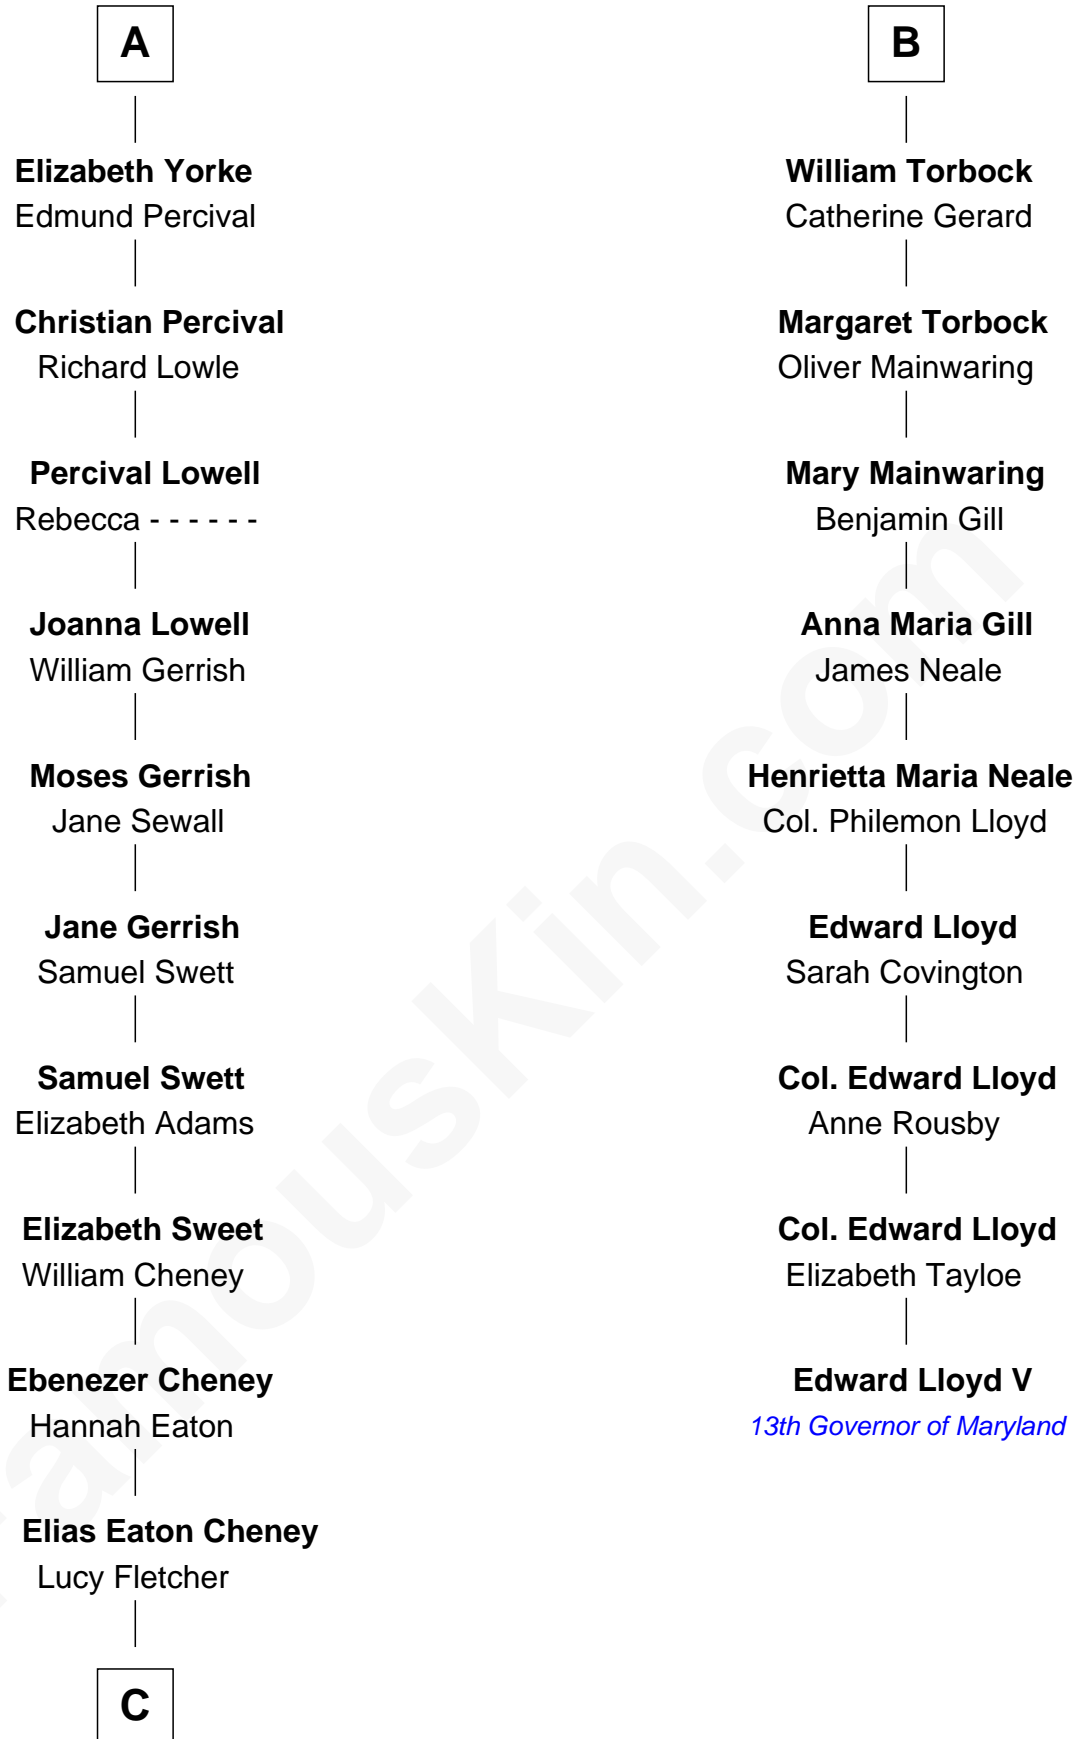 A
Elizabeth Yorke
Edmund Percival
Christian Percival
Richard Lowle
Percival Lowell
Rebecca - - - - - -
Joanna Lowell
William Gerrish
Moses Gerrish
Jane Sewall
Jane Gerrish
Samuel Swett
Samuel Swett
Elizabeth Adams
Elizabeth Sweet
William Cheney
Ebenezer Cheney
Hannah Eaton
Elias Eaton Cheney
Lucy Fletcher
C
B
William Torbock
Catherine Gerard
Margaret Torbock
Oliver Mainwaring
Mary Mainwaring
Benjamin Gill
Anna Maria Gill
James Neale
Henrietta Maria Neale
Col. Philemon Lloyd
Edward Lloyd
Sarah Covington
Col. Edward Lloyd
Anne Rousby
Col. Edward Lloyd
Elizabeth Tayloe
Edward Lloyd V
13th Governor of Maryland
FamousKin.com